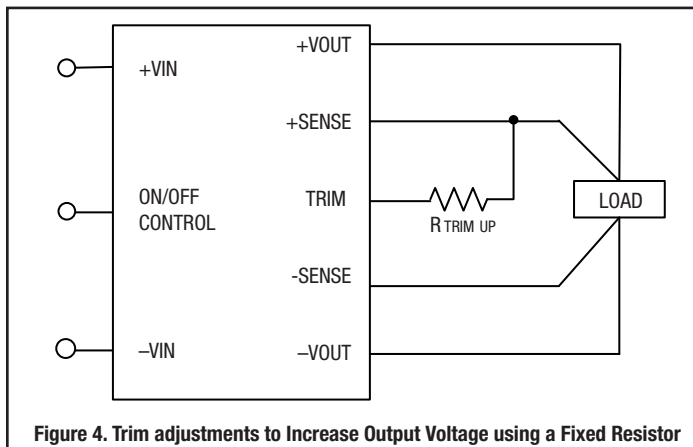 +VOUT
+VIN
+SENSE
ON/OFF
CONTROL
TRIM
R TRIM UP
LOAD
-SENSE
–VIN
–VOUT
Figure 4. Trim adjustments to Increase Output Voltage using a Fixed Resistor